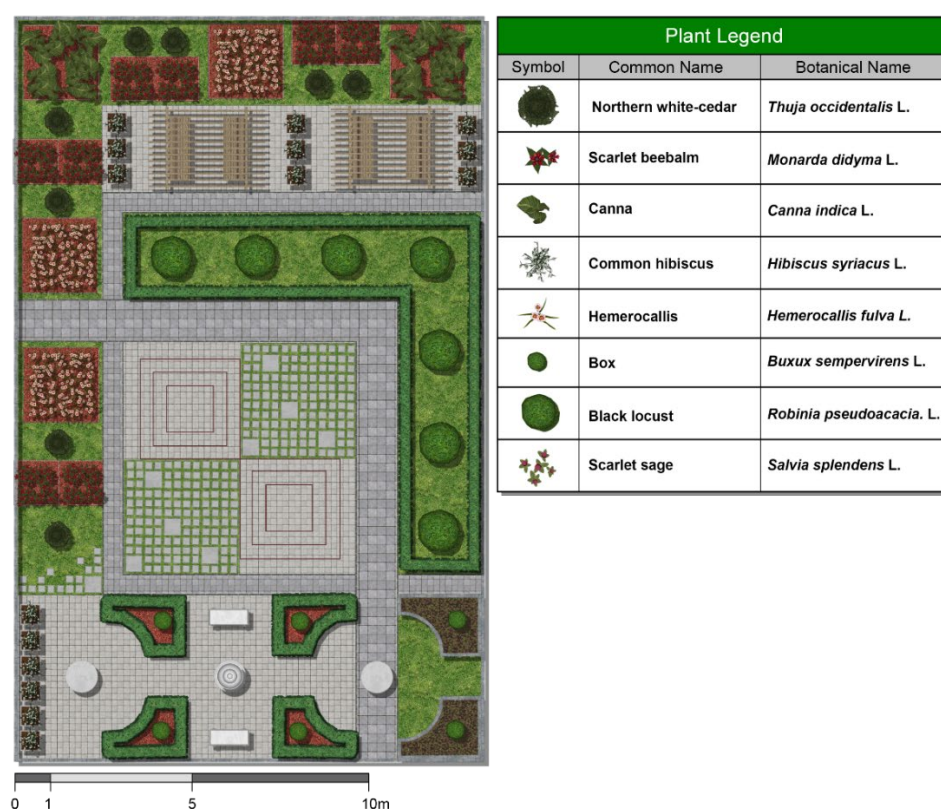 Plant Legend
Symbol Common Name Botanical Name
Northern white-cedar Thuja occidentalis L.
Scarlet beebalm Monarda didyma L.
Canna Canna indica L.
Common hibiscus Hibiscus syriacus L.
Hemerocallis Hemerocallis fulva L.
Box Buxux sempervirens L.
Black locust Robinia pseudoacacia. L.
Scarlet sage Salvia splendens L.
0 1 5 10m